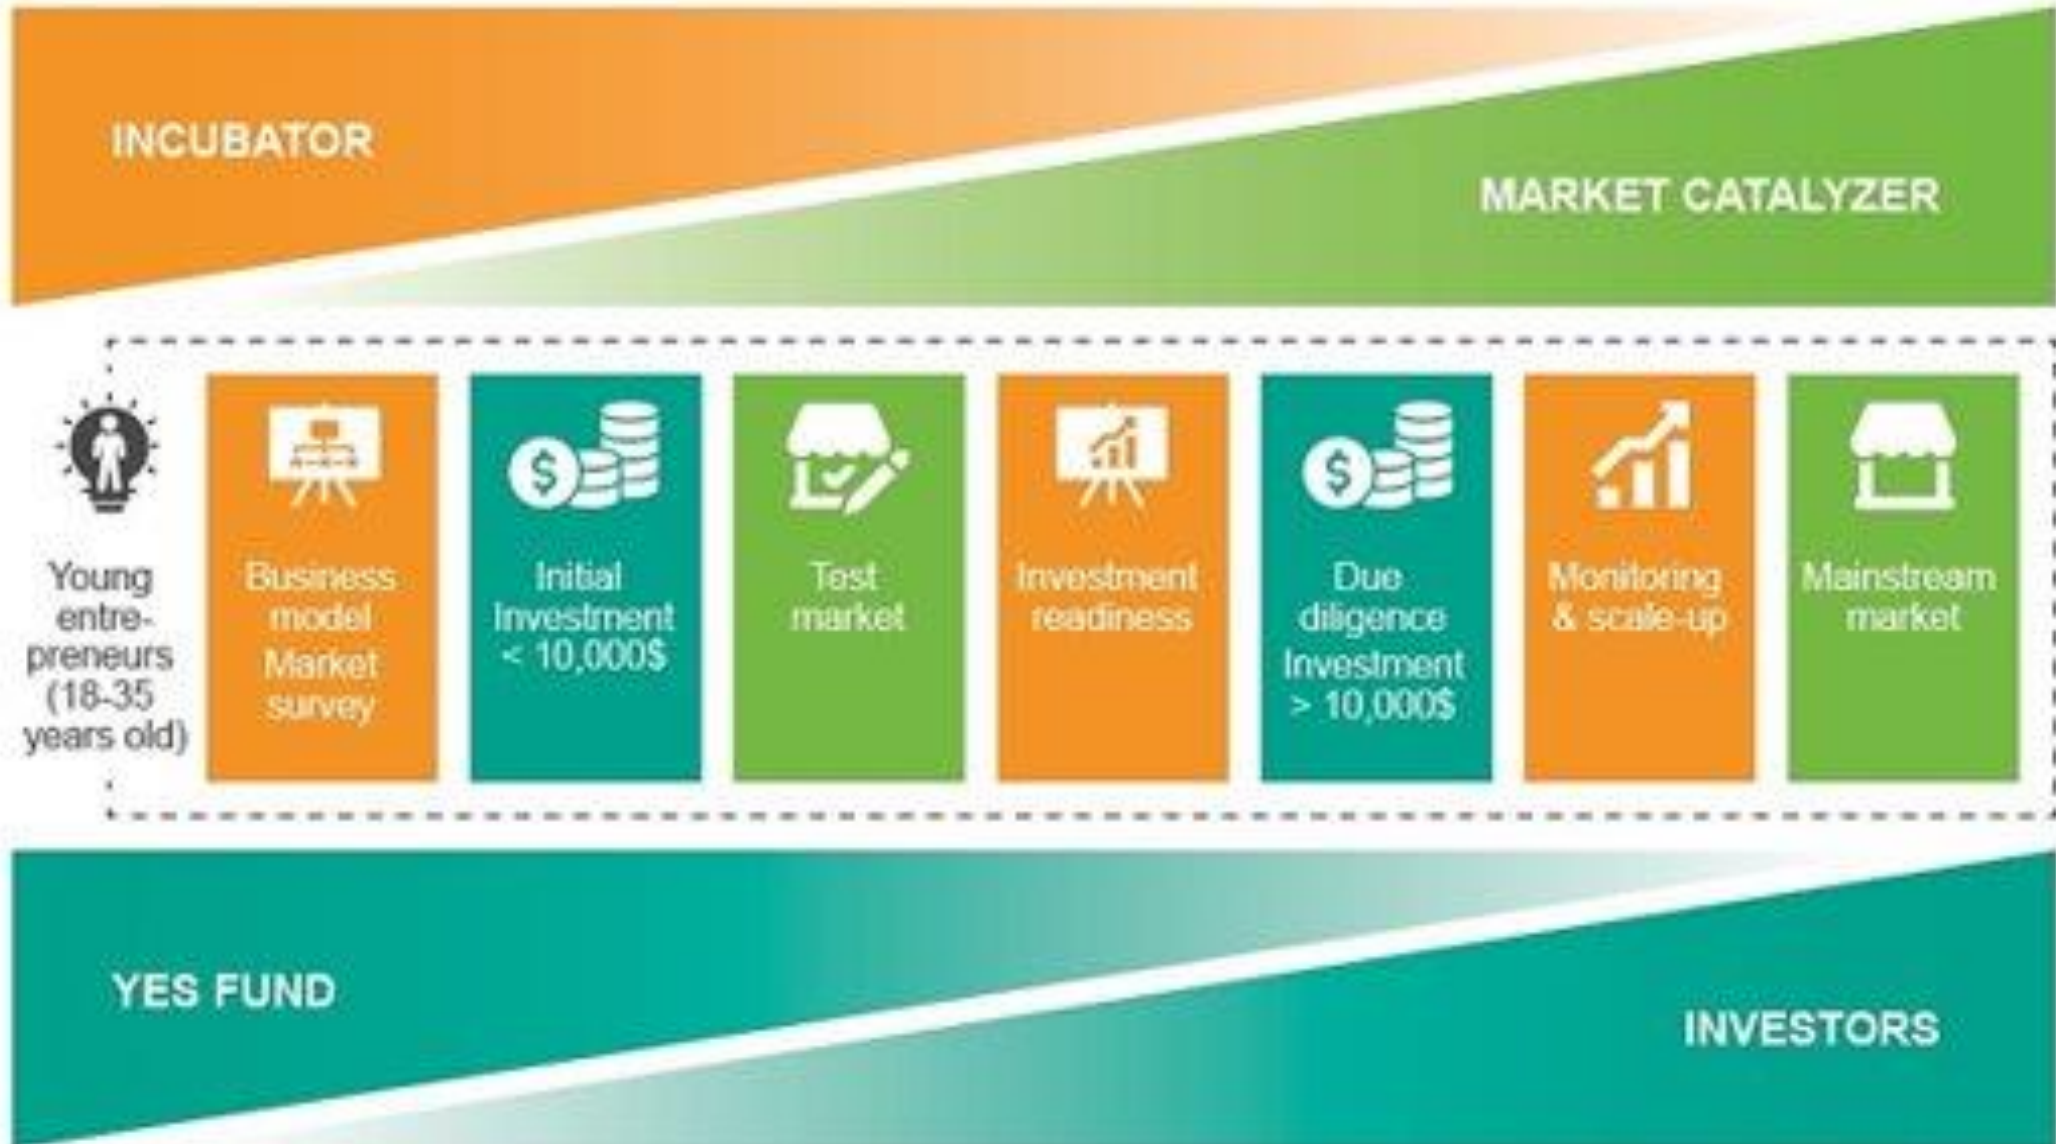 INCUBATOR
MARKET CATALYZER
Young
entre-
preneurs
(18-35
years old)
Business
model
Market
survey
Initial
Investment
< 10,000$
Test
market
Investment
readiness
Due
diligence
Investment
> 10,000$
Monitoring
& scale-up
Mainstream
market
YES FUND
INVESTORS